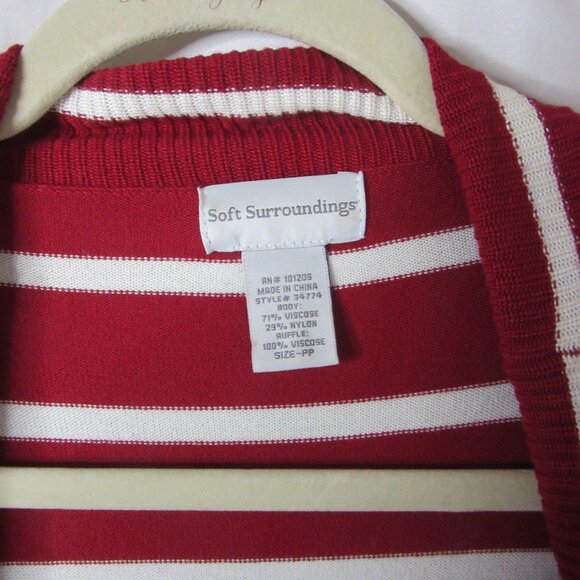 Soft Surroundings
RN# 101206
MADE IN CHINA
STYLE# 34774
BODY:
71% VISCOSE
29% NYLON
RUFFLE:
100% VISCOSE
SIZE-PP